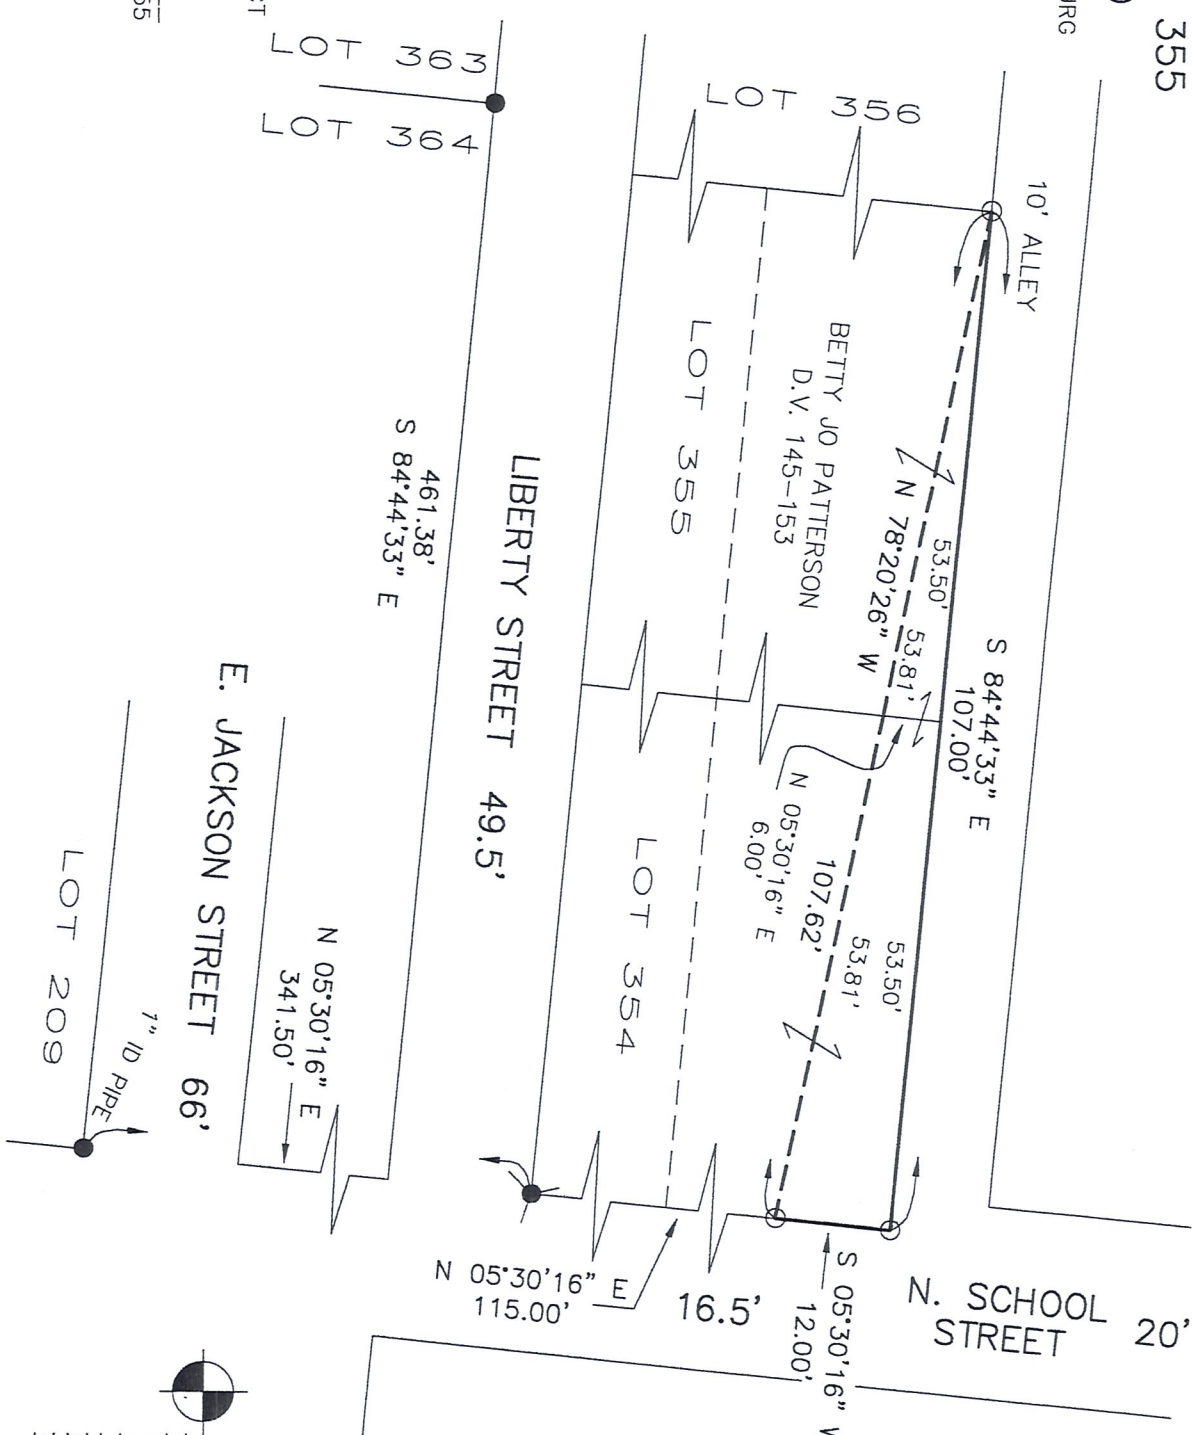 355
LOT 363
LOT 364
LOT 356
10' ALLEY
BETTY JO PATTERSON
D.V. 145-153
LOT 355
N 78°20'26" W
53.50'
53.81'
S 84°44'33" E
107.00'
461.38'
S 84°44'33" E
LIBERTY STREET 49.5'
E. JACKSON STREET 66'
N 05°30'16" E
6.00'
107.62'
53.81'
53.50'
LOT 354
N 05°30'16" E
341.50'
LOT 209
1" ID PIPE
N 05°30'16" E
115.00'
16.5'
S 05°30'16" W
12.00'
N. SCHOOL
STREET 20'